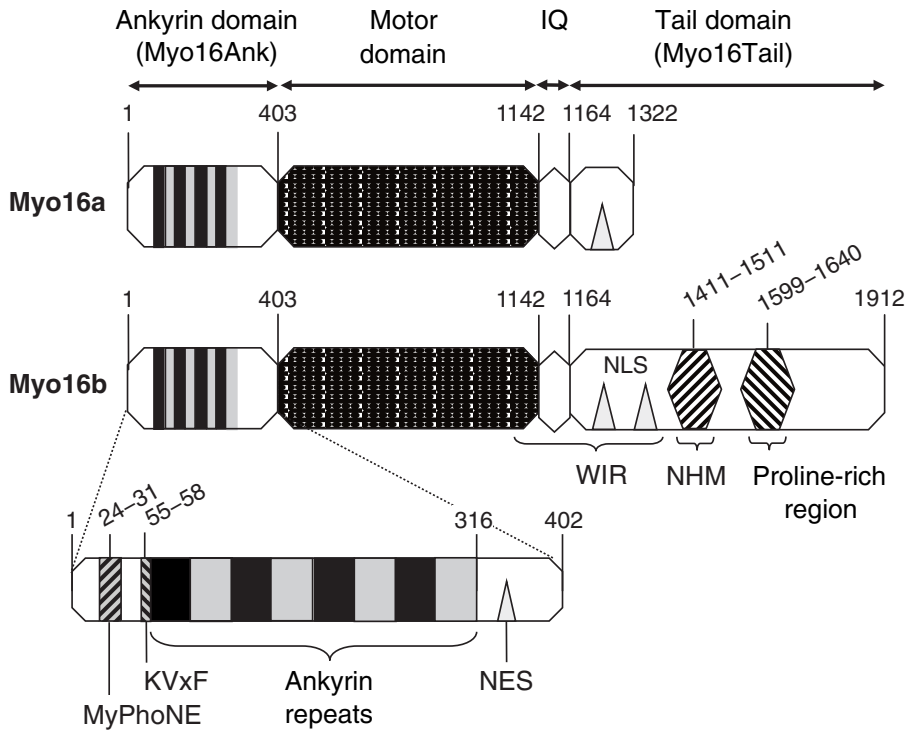 Ankyrin domain
(Myo16Ank)
Motor
domain
IQ
Tail domain
(Myo16Tail)
1 403 1142 1164 1322
Myo16a
1411–1511
1599–1640
1 403 1142 1164 1912
Myo16b
NLS
WIR
NHM
Proline-rich
region
1 24–31 55–58 316 402
KVxF
MyPhoNE
Ankyrin
repeats
NES